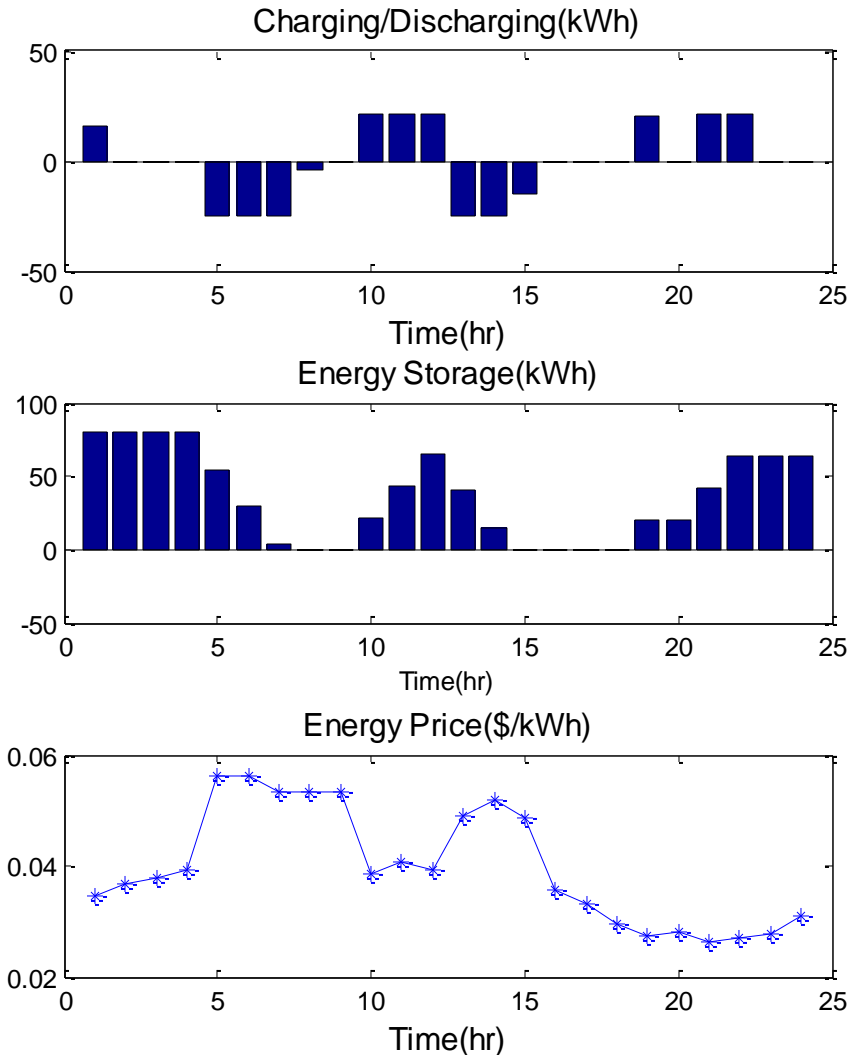 Charging/Discharging(kWh)
50
0
-50
0 5 10 15 20 25
Time(hr)
Energy Storage(kWh)
100
50
0
-50
0 5 10 15 20 25
Time(hr)
Energy Price($/kWh)
0.06
0.04
0.02
0 5 10 15 20 25
Time(hr)